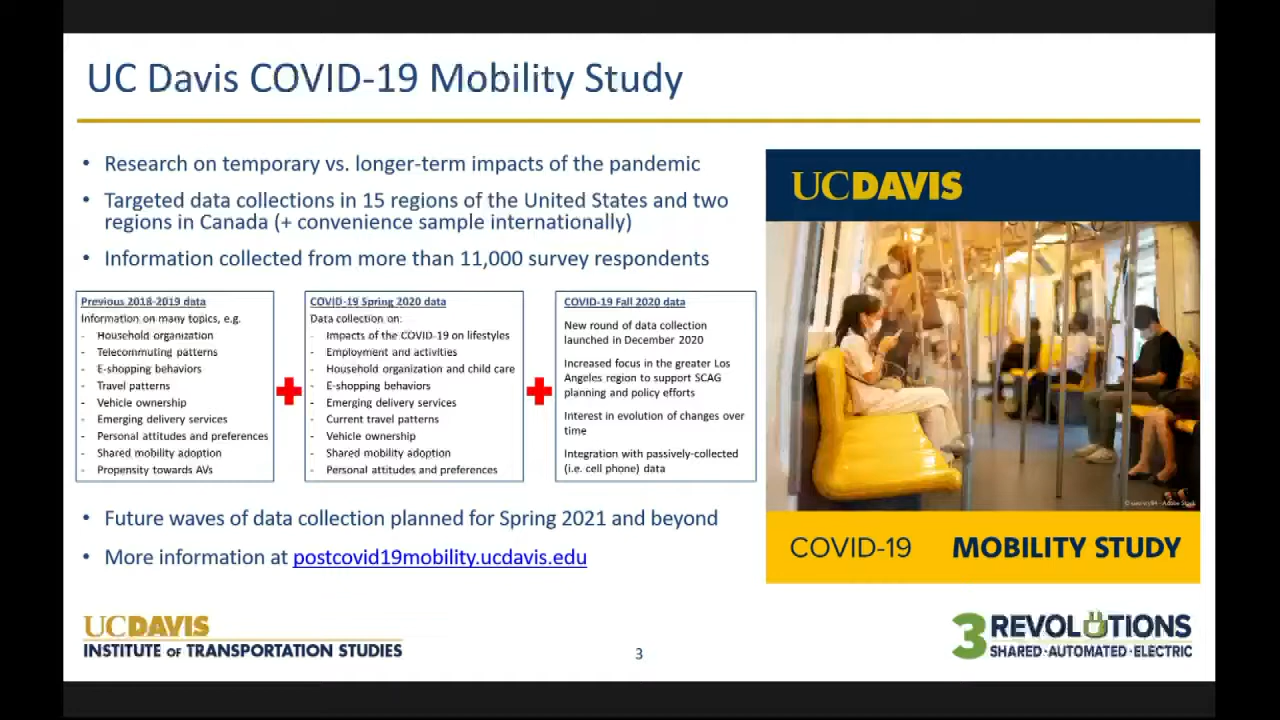 UC Davis COVID-19 Mobility Study
• Research on temporary vs. longer-term impacts of the pandemic
• Targeted data collections in 15 regions of the United States and two
regions in Canada (+ convenience sample internationally)
• Information collected from more than 11,000 survey respondents
Previous 2018-2019 data
Information on many topics, e.g.
- Household organization
- Telecommuting patterns
- E-shopping behaviors
- Travel patterns
- Vehicle ownership
- Emerging delivery services
- Personal attitudes and preferences
- Shared mobility adoption
- Propensity towards AVs
COVID-19 Spring 2020 data
Data collection on:
- Impacts of the COVID-19 on lifestyles
- Employment and activities
- Household organization and child care
- E-shopping behaviors
- Emerging delivery services
- Current travel patterns
- Vehicle ownership
- Shared mobility adoption
- Personal attitudes and preferences
COVID-19 Fall 2020 data
New round of data collection
launched in December 2020
Increased focus in the greater Los
Angeles region to support SCAG
planning and policy efforts
Interest in evolution of changes over
time
Integration with passively-collected
(i.e. cell phone) data
• Future waves of data collection planned for Spring 2021 and beyond
• More information at postcovid19mobility.ucdavis.edu
UCDAVIS
COVID-19 MOBILITY STUDY
UCDAVIS
INSTITUTE OF TRANSPORTATION STUDIES
3
3 REVOLUTIONS
SHARED·AUTOMATED·ELECTRIC